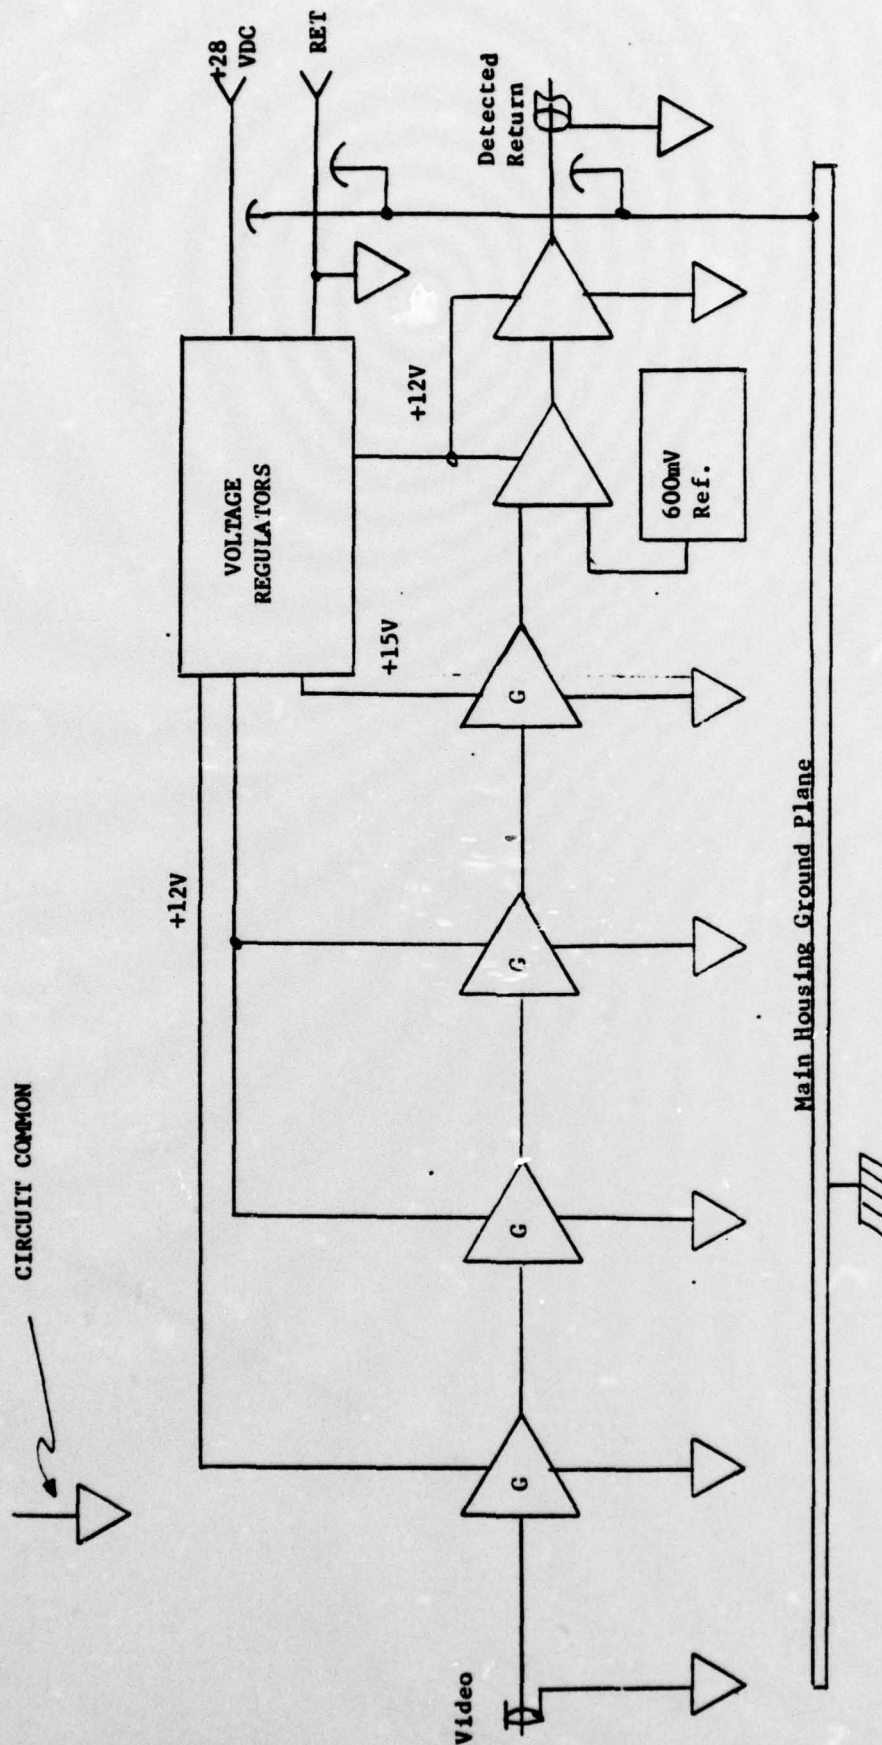 CIRCUIT COMMON
+28
VDC
RET
VOLTAGE
REGULATORS
+12V
+15V
+12V
Video
G
G
G
G
600mV
Ref.
Detected
Return
Main Housing Ground Plane